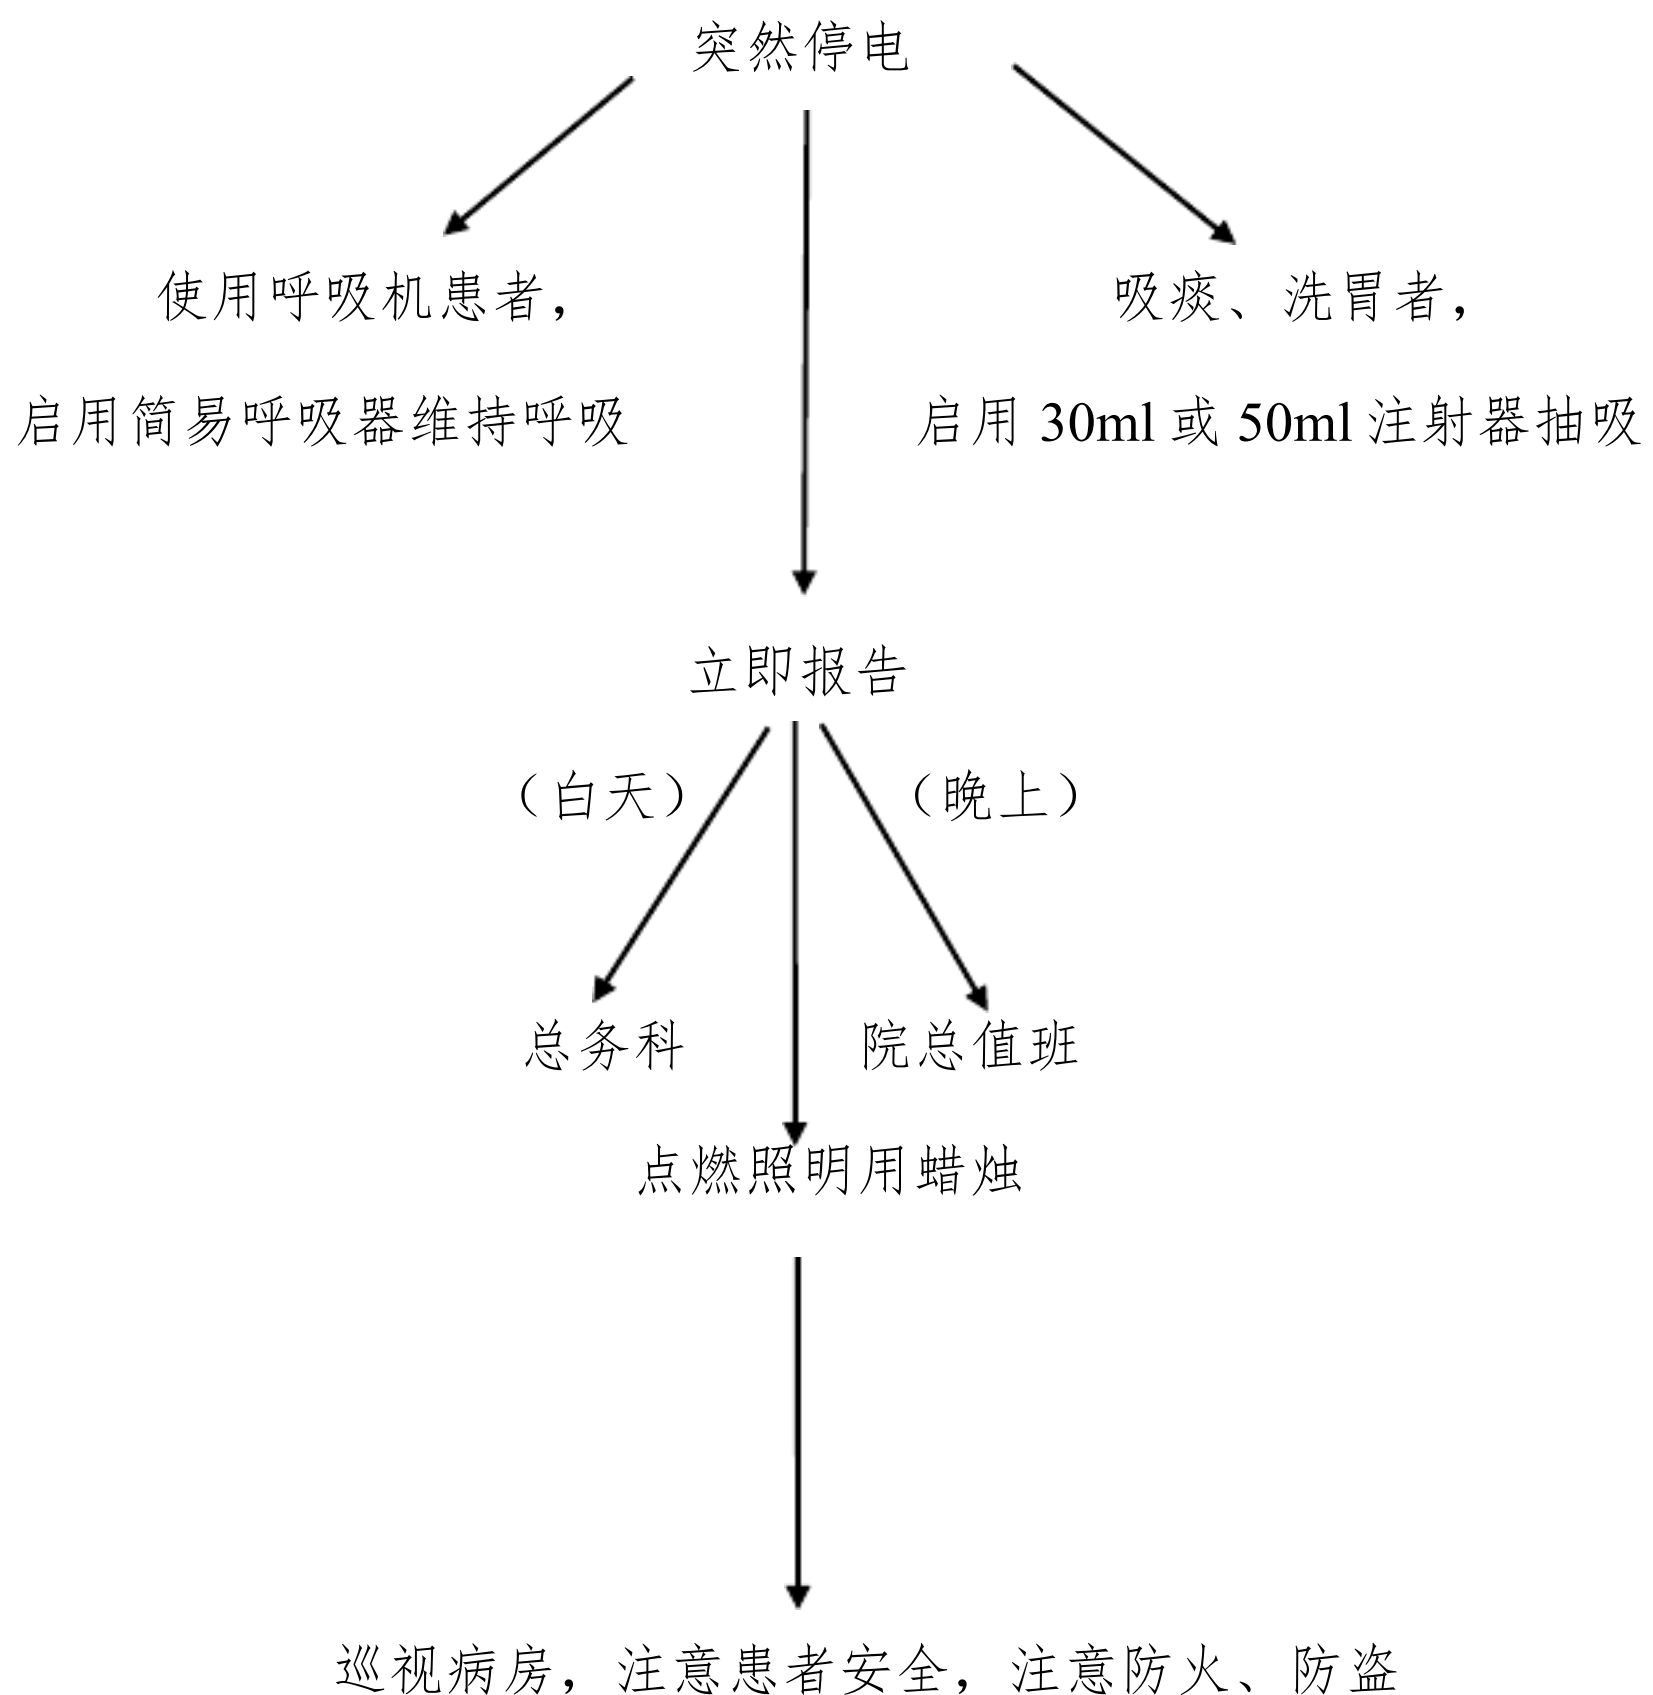 突然停电
使用呼吸机患者，
吸痰、洗胃者，
启用简易呼吸器维持呼吸
启用 30ml 或 50ml 注射器抽吸
立即报告
（白天）
（晚上）
总务科
院总值班
点燃照明用蜡烛
巡视病房，注意患者安全，注意防火、防盗